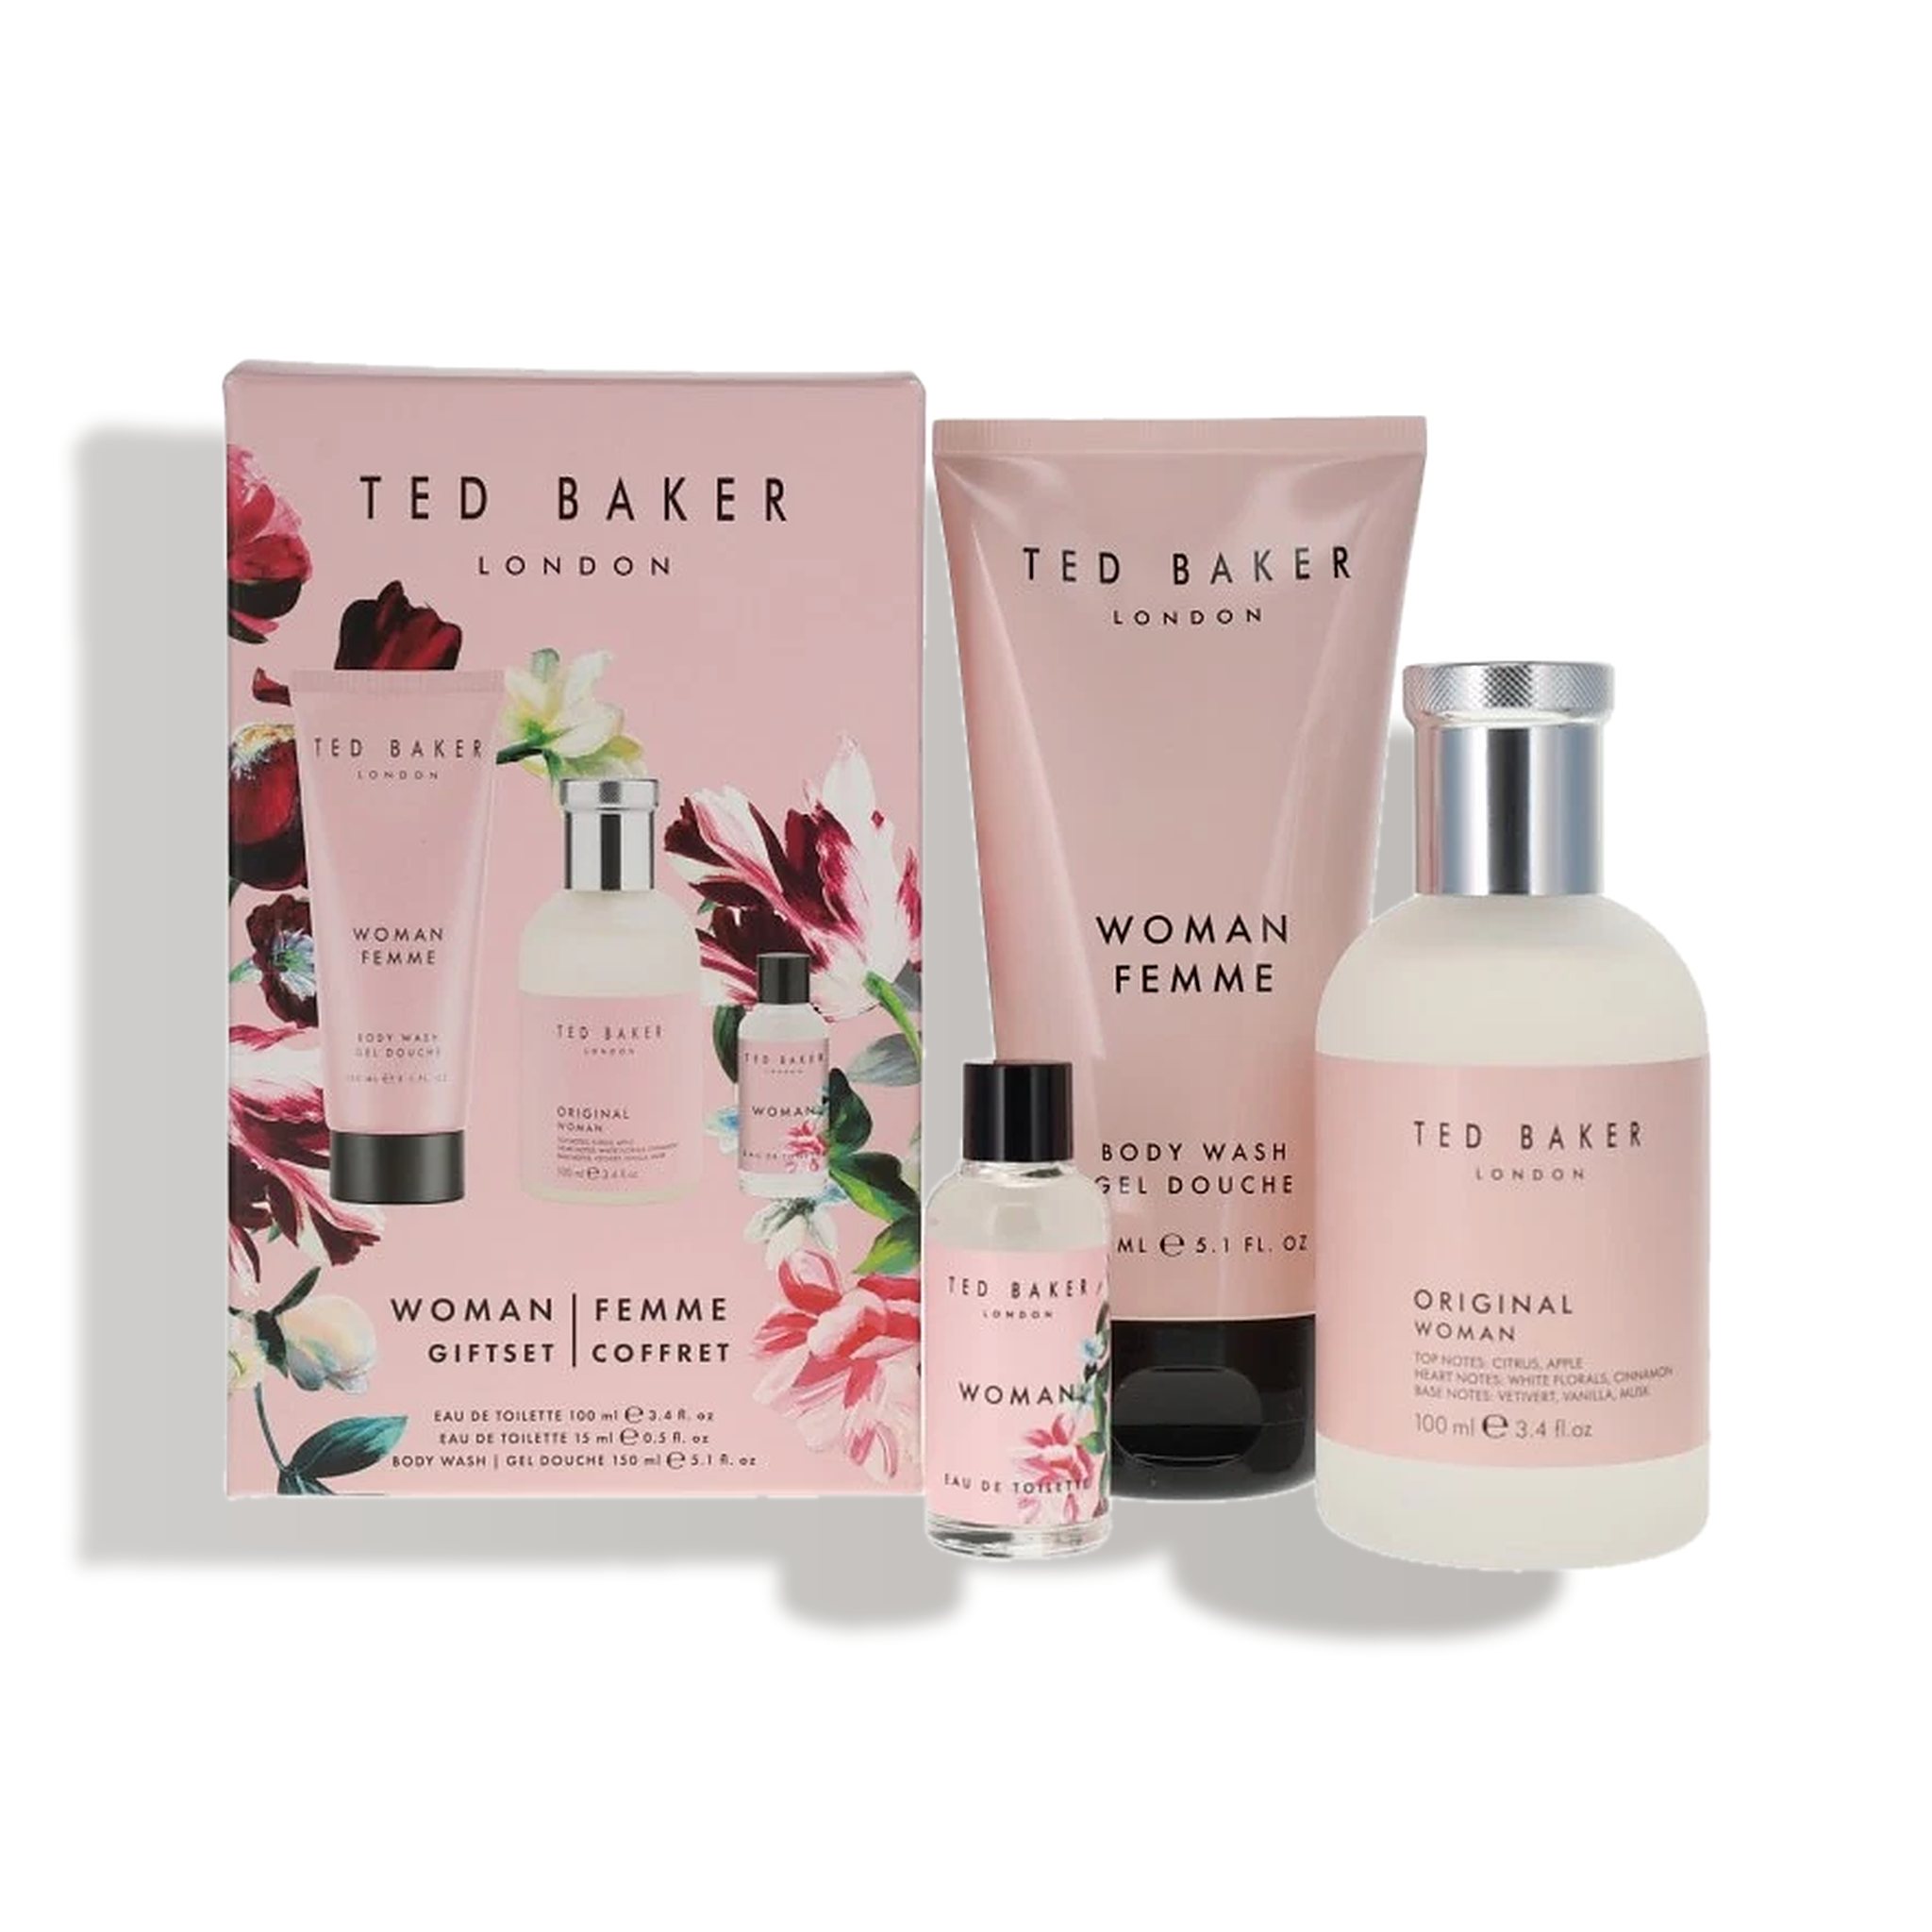 TED BAKER
LONDON
TED BAKER
LONDON
WOMAN
FEMME
BODY WASH
GEL DOUCHE
TED BAKER
LONDON
ORIGINAL
WOMAN
100 ml ℮ 3.4 fl.oz
TED BAKER
LONDON
WOMAN
EAU DE
WOMAN | FEMME
GIFTSET | COFFRET
EAU DE TOILETTE 100 ml ℮ 3.4 fl. oz
EAU DE TOILETTE 15 ml ℮ 0.5 fl. oz
BODY WASH | GEL DOUCHE 150 ml ℮ 5.1 fl. oz
TED BAKER
LONDON
WOMAN
FEMME
BODY WASH
GEL DOUCHE
ML ℮ 5.1 FL. OZ
TED BAKER
LONDON
WOMAN
EAU DE TOILETTE
TED BAKER
LONDON
ORIGINAL
WOMAN
TOP NOTES: CITRUS, APPLE
HEART NOTES: WHITE FLORALS, CINNAMON
BASE NOTES: VETIVERT, VANILLA, MUSK
100 ml ℮ 3.4 fl.oz